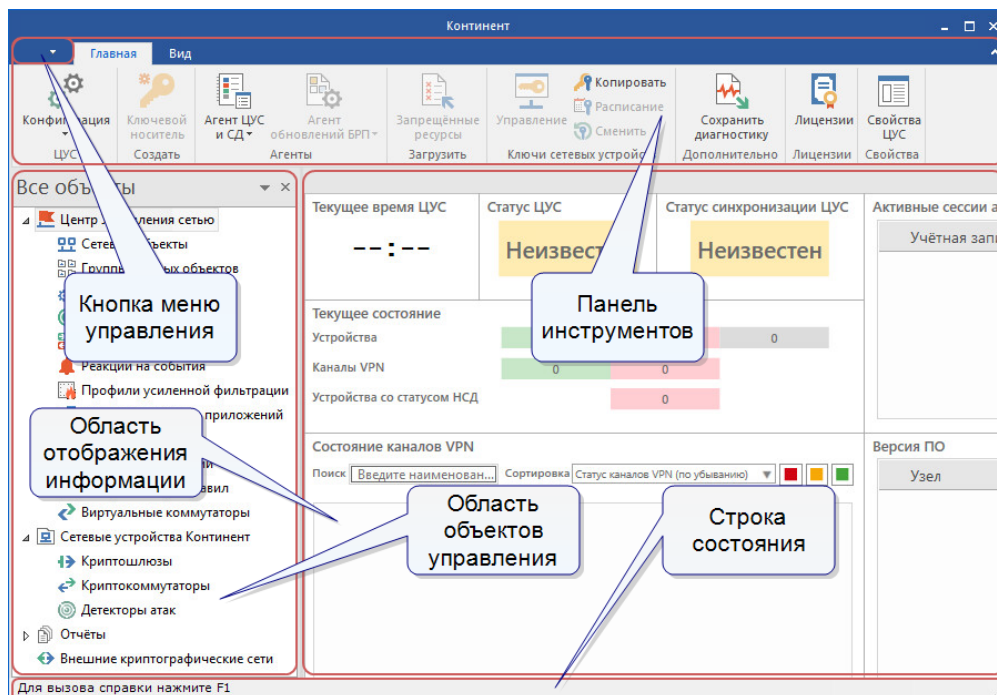 Континент
Главная Вид
Конфигурация
Ключевой носитель
Агент ЦУС и СД
Агент обновлений БРП
Запрещённые ресурсы
Управление
Копировать
Расписание
Сменить
Сохранить диагностику
Лицензии
Свойства ЦУС
ЦУС Создать Агенты Загрузить Ключи сетевых устройс Дополнительно Лицензии Свойства
Все объекты
Центр управления сетью
Сетевые объекты
Группы сетевых объектов
Кнопка меню управления
Реакции на события
Профили усиленной фильтрации
приложений
Область отображения информации
Виртуальные коммутаторы
Сетевые устройства Континент
Криптошлюзы
Криптокоммутаторы
Детекторы атак
Отчёты
Внешние криптографические сети
Текущее время ЦУС
--:--
Статус ЦУС
Неизвест
Статус синхронизации ЦУС
Неизвестен
Активные сессии а
Учётная запи
Панель инструментов
Текущее состояние
Устройства 0
Каналы VPN 0 0
Устройства со статусом НСД 0
Состояние каналов VPN
Поиск Введите наименован... Сортировка Статус каналов VPN (по убыванию)
Область объектов управления
Строка состояния
Версия ПО
Узел
Для вызова справки нажмите F1